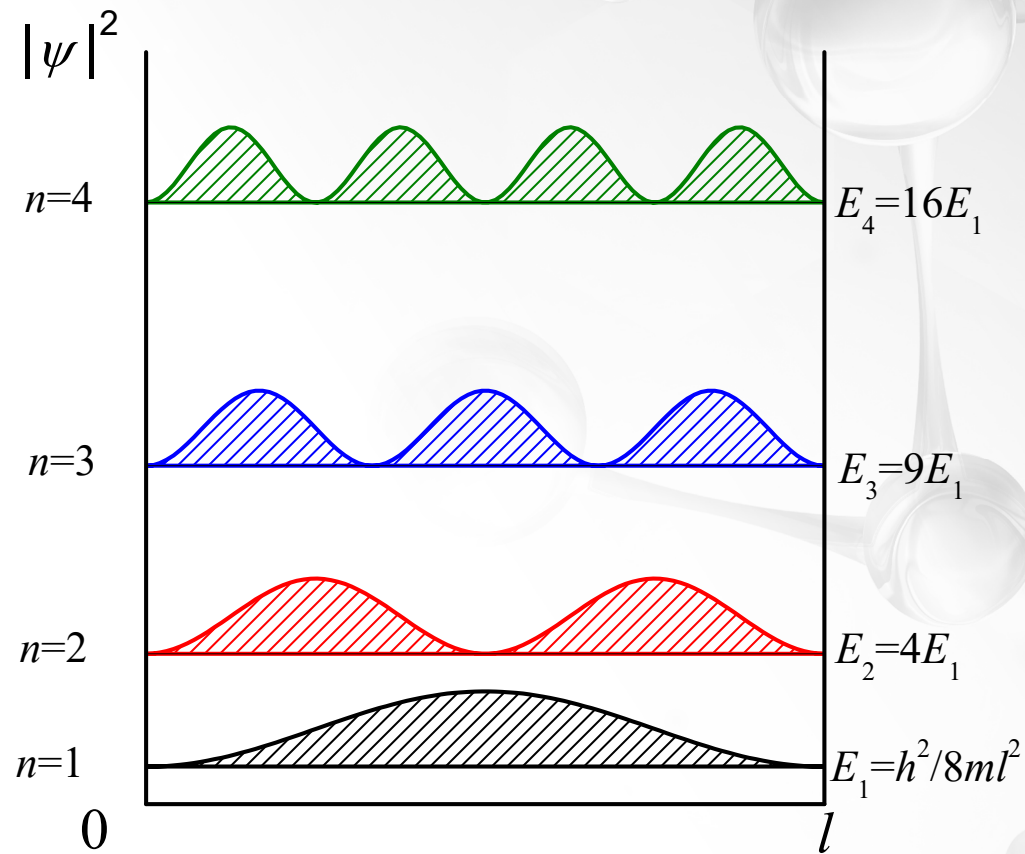 |ψ|²
n=4 E₄=16E₁
n=3 E₃=9E₁
n=2 E₂=4E₁
n=1 E₁=h²/8ml²
0 l